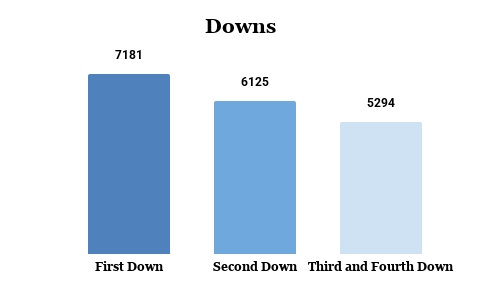 Downs
7181
6125
5294
First Down
Second Down
Third and Fourth Down